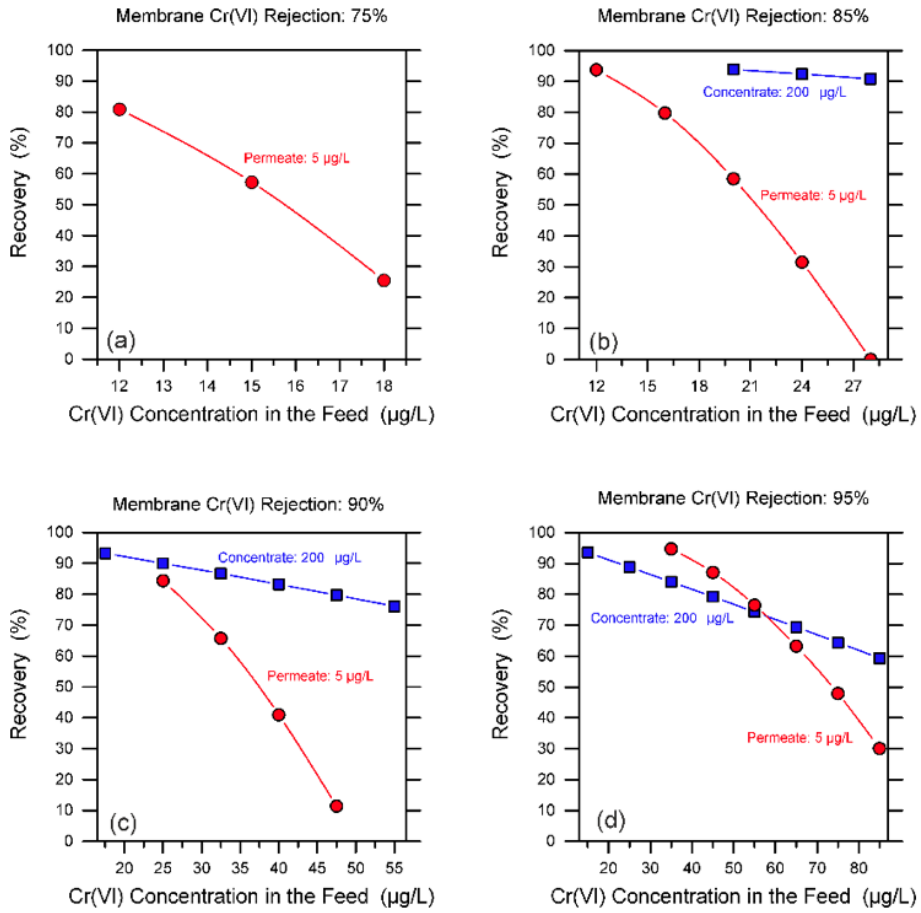 Membrane Cr(VI) Rejection: 75%
100
90
80
70
60
50
40
30
20
10
0
Recovery (%)
Permeate: 5 µg/L
(a)
12 13 14 15 16 17 18
Cr(VI) Concentration in the Feed (µg/L)
Membrane Cr(VI) Rejection: 85%
100
90
80
70
60
50
40
30
20
10
0
Recovery (%)
Concentrate: 200 µg/L
Permeate: 5 µg/L
(b)
12 15 18 21 24 27
Cr(VI) Concentration in the Feed (µg/L)
Membrane Cr(VI) Rejection: 90%
100
90
80
70
60
50
40
30
20
10
0
Recovery (%)
Concentrate: 200 µg/L
Permeate: 5 µg/L
(c)
20 25 30 35 40 45 50 55
Cr(VI) Concentration in the Feed (µg/L)
Membrane Cr(VI) Rejection: 95%
100
90
80
70
60
50
40
30
20
10
0
Recovery (%)
Concentrate: 200 µg/L
Permeate: 5 µg/L
(d)
20 30 40 50 60 70 80
Cr(VI) Concentration in the Feed (µg/L)